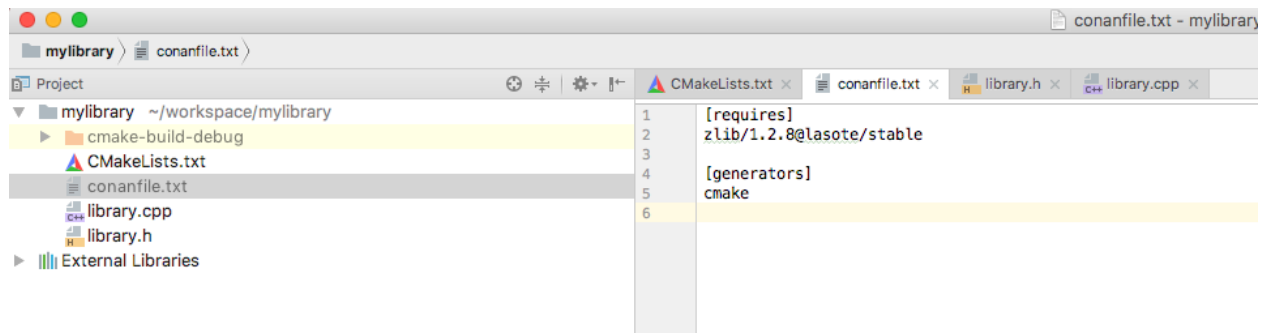 conanfile.txt - mylibrary
mylibrary conanfile.txt
Project
CMakeLists.txt conanfile.txt library.h library.cpp
mylibrary ~/workspace/mylibrary
cmake-build-debug
CMakeLists.txt
conanfile.txt
library.cpp
library.h
External Libraries
1 [requires]
2 zlib/1.2.8@lasote/stable
3
4 [generators]
5 cmake
6